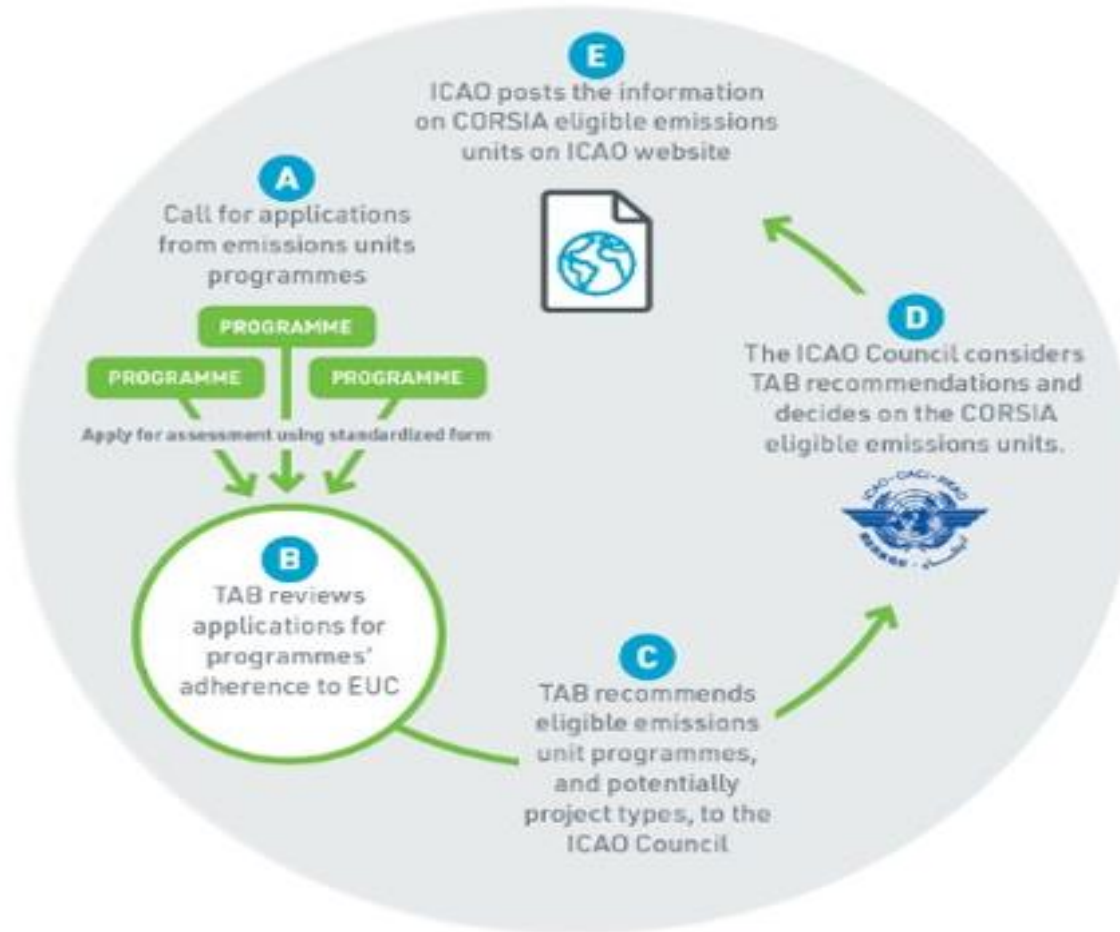 A
Call for applications
from emissions units
programmes
PROGRAMME
PROGRAMME
PROGRAMME
Apply for assessment using standardized form
B
TAB reviews
applications for
programmes'
adherence to EUC
C
TAB recommends
eligible emissions
unit programmes,
and potentially
project types, to the
ICAO Council
D
The ICAO Council considers
TAB recommendations and
decides on the CORSIA
eligible emissions units.
ICAO
E
ICAO posts the information
on CORSIA eligible emissions
units on ICAO website